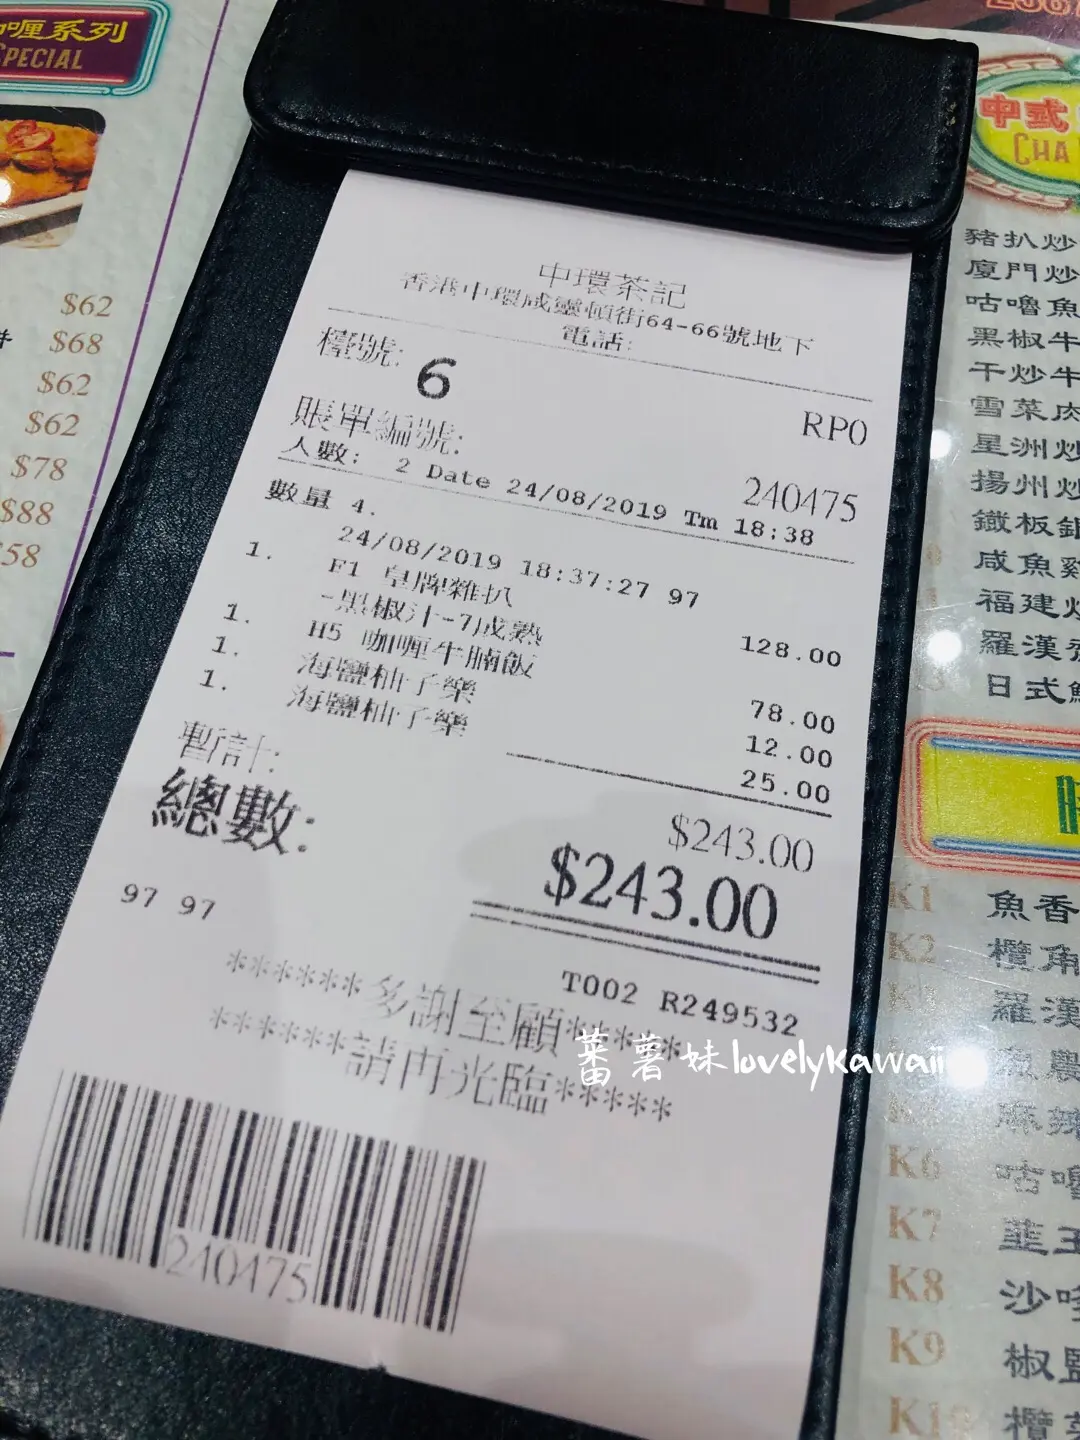 咖喱系列
SPECIAL
$62
$68
$62
$62
$78
$88
58
中式
CHA
豬扒炒
廈門炒
咕嚕魚
黑椒牛
干炒牛
雪菜肉
星洲炒
揚州炒
鐵板
咸魚雞
福建炒
羅漢齋
日式
中環茶記
香港中環威靈頓街64-66號地下
電話:
檯號: 6
RP0
賬單編號: 240475
人數: 2 Date 24/08/2019 Tm 18:38
數量 4.
24/08/2019 18:37:27 97
1. F1 皇牌雜扒 128.00
-黑椒汁-7成熟
1. H5 咖喱牛腩飯 78.00
1. 海鹽柚子樂 12.00
1. 海鹽柚子樂 25.00
暫計: $243.00
總數: $243.00
97 97
T002 R249532
******多謝至顧*****
******請再光臨*****
240475
蕃薯妹lovelykawaii
K1 魚香
K2 欖角
羅漢
農
麻辣
K6 咕嚕
K7 韮王
K8 沙嗲
K9 椒鹽
K10 欖菜